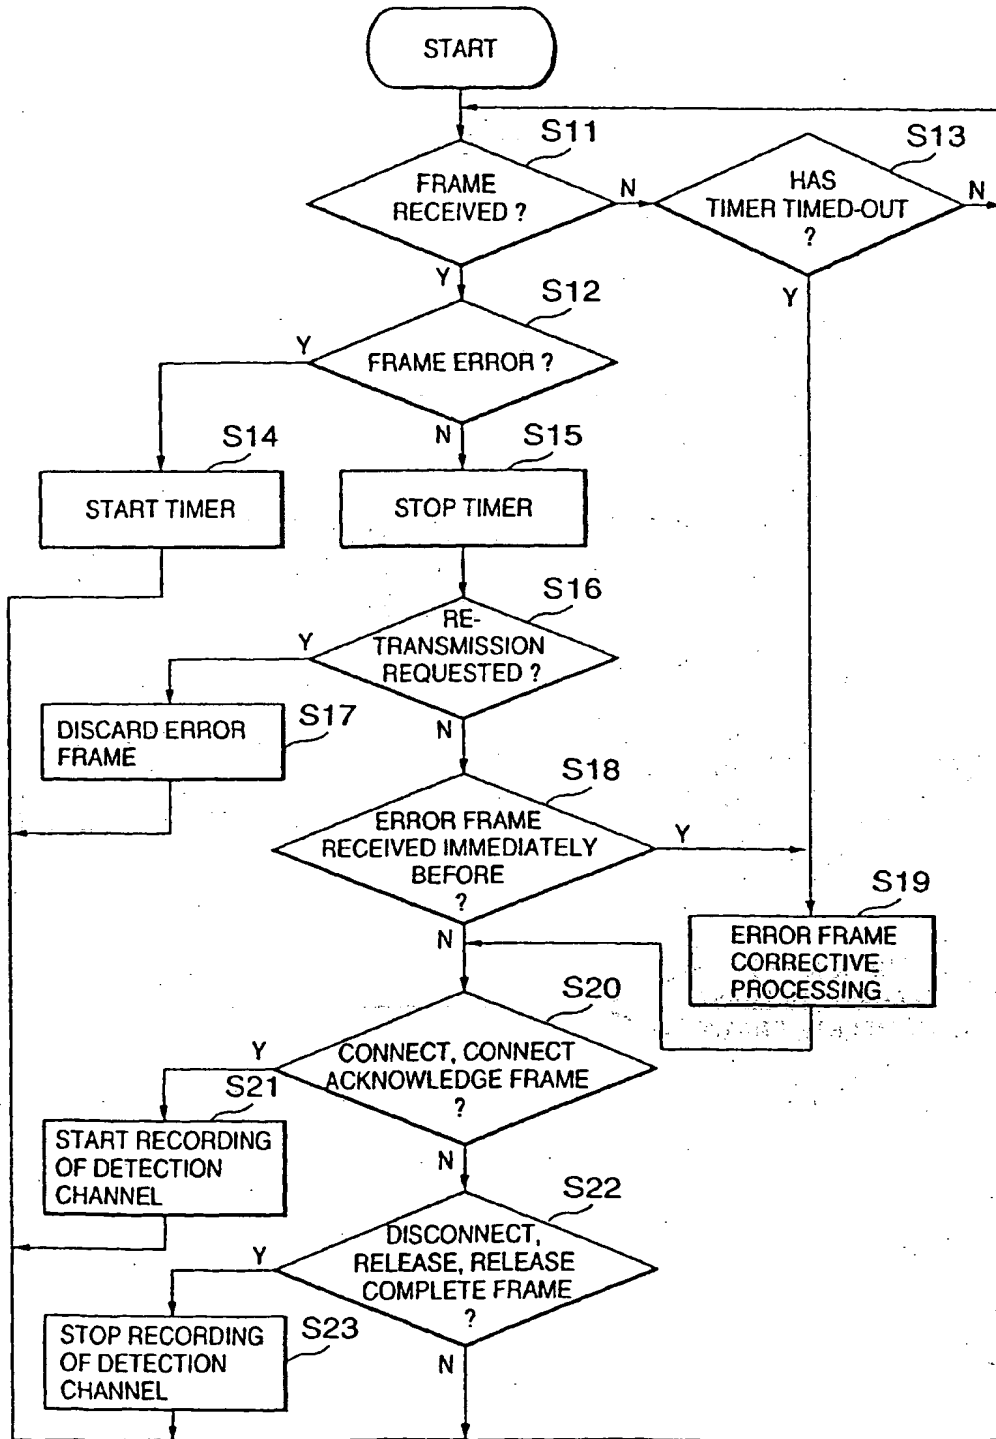 START
S11
S13
FRAME
RECEIVED ?
N
HAS
TIMER TIMED-OUT
?
N
Y
Y
S12
Y
FRAME ERROR ?
N
S14
S15
START TIMER
STOP TIMER
S16
Y
RE-
TRANSMISSION
REQUESTED ?
N
S17
DISCARD ERROR
FRAME
S18
ERROR FRAME
RECEIVED IMMEDIATELY
BEFORE
?
Y
N
S19
ERROR FRAME
CORRECTIVE
PROCESSING
S20
Y
CONNECT, CONNECT
ACKNOWLEDGE FRAME
?
N
S21
START RECORDING
OF DETECTION
CHANNEL
S22
Y
DISCONNECT,
RELEASE, RELEASE
COMPLETE FRAME
?
N
S23
STOP RECORDING
OF DETECTION
CHANNEL